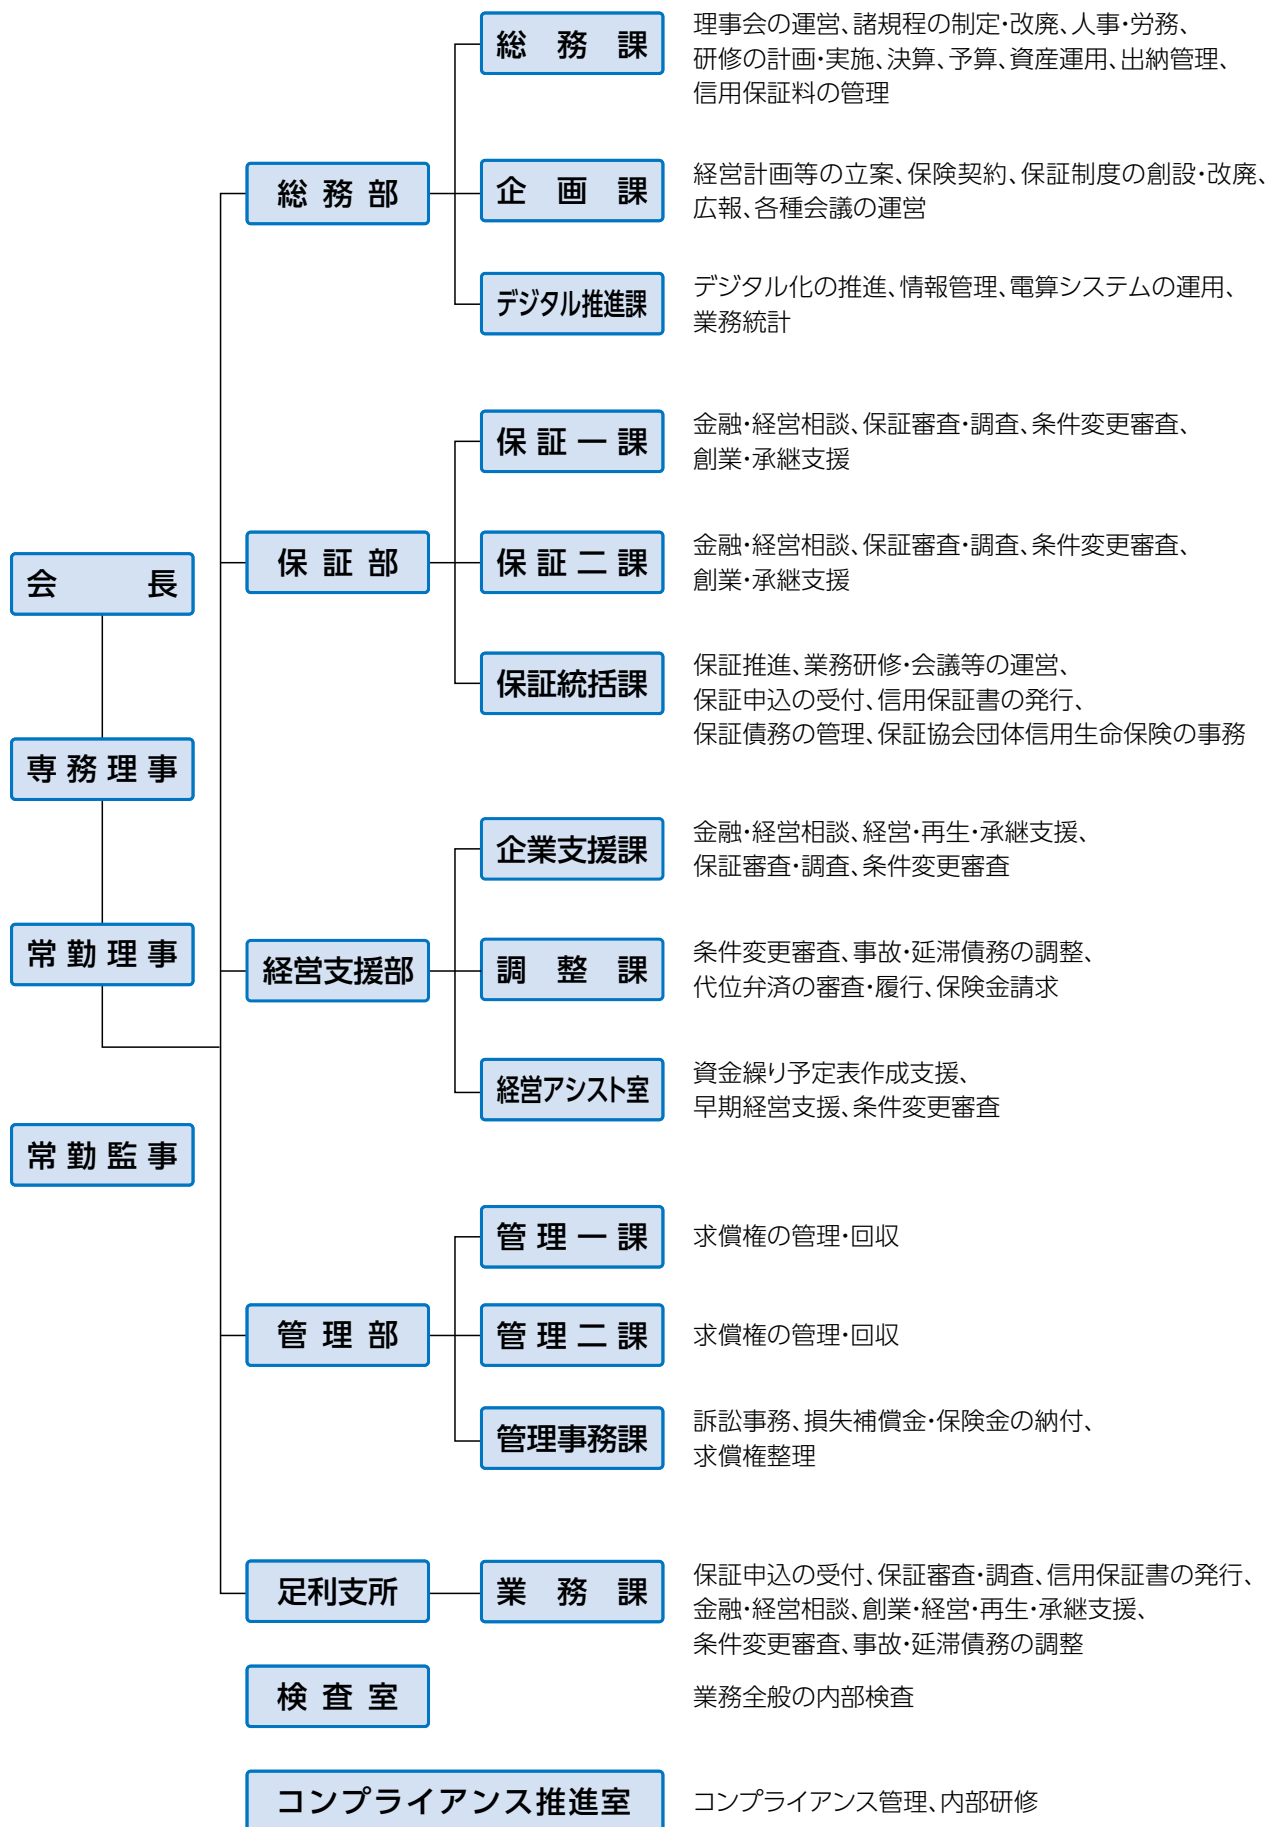 会長
専務理事
常勤理事
常勤監事
総務部
総務課
理事会の運営、諸規程の制定・改廃、人事・労務、
研修の計画・実施、決算、予算、資産運用、出納管理、
信用保証料の管理
企画課
経営計画等の立案、保険契約、保証制度の創設・改廃、
広報、各種会議の運営
デジタル推進課
デジタル化の推進、情報管理、電算システムの運用、
業務統計
保証部
保証一課
金融・経営相談、保証審査・調査、条件変更審査、
創業・承継支援
保証二課
金融・経営相談、保証審査・調査、条件変更審査、
創業・承継支援
保証統括課
保証推進、業務研修・会議等の運営、
保証申込の受付、信用保証書の発行、
保証債務の管理、保証協会団体信用生命保険の事務
経営支援部
企業支援課
金融・経営相談、経営・再生・承継支援、
保証審査・調査、条件変更審査
調整課
条件変更審査、事故・延滞債務の調整、
代位弁済の審査・履行、保険金請求
経営アシスト室
資金繰り予定表作成支援、
早期経営支援、条件変更審査
管理部
管理一課
求償権の管理・回収
管理二課
求償権の管理・回収
管理事務課
訴訟事務、損失補償金・保険金の納付、
求償権整理
足利支所
業務課
保証申込の受付、保証審査・調査、信用保証書の発行、
金融・経営相談、創業・経営・再生・承継支援、
条件変更審査、事故・延滞債務の調整
検査室
業務全般の内部検査
コンプライアンス推進室
コンプライアンス管理、内部研修